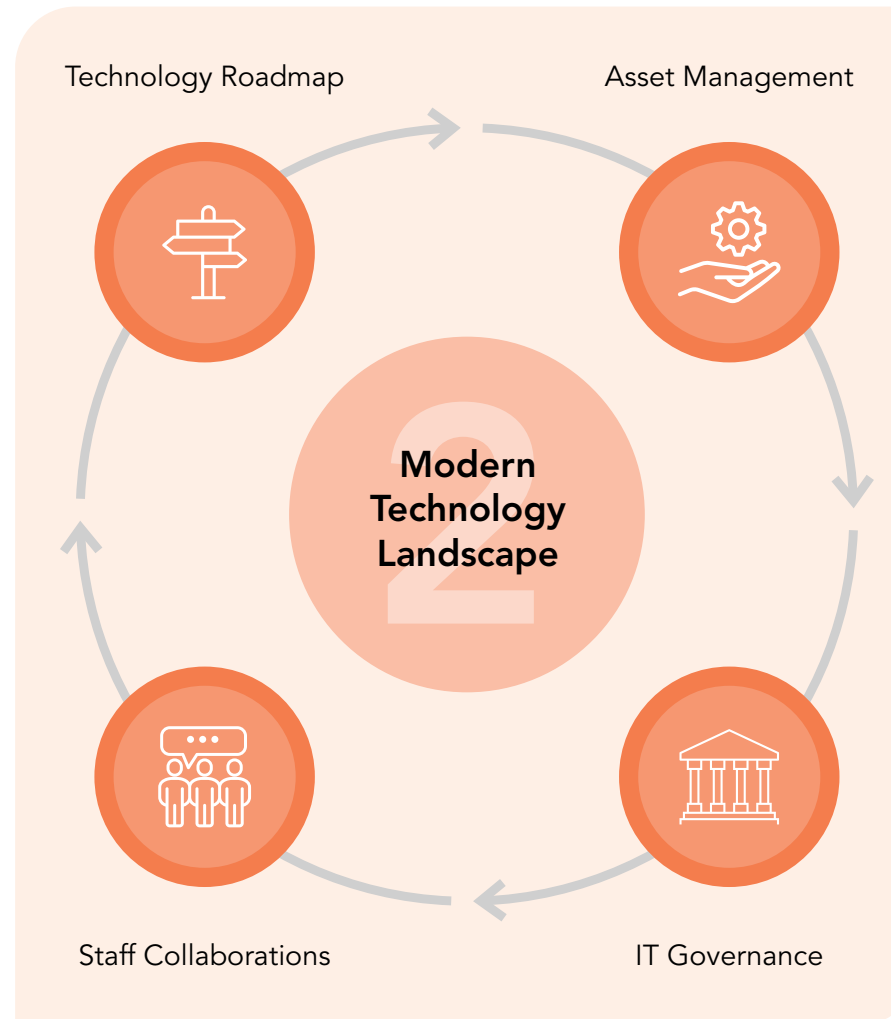 Technology Roadmap
Asset Management
2
Modern
Technology
Landscape
Staff Collaborations
IT Governance